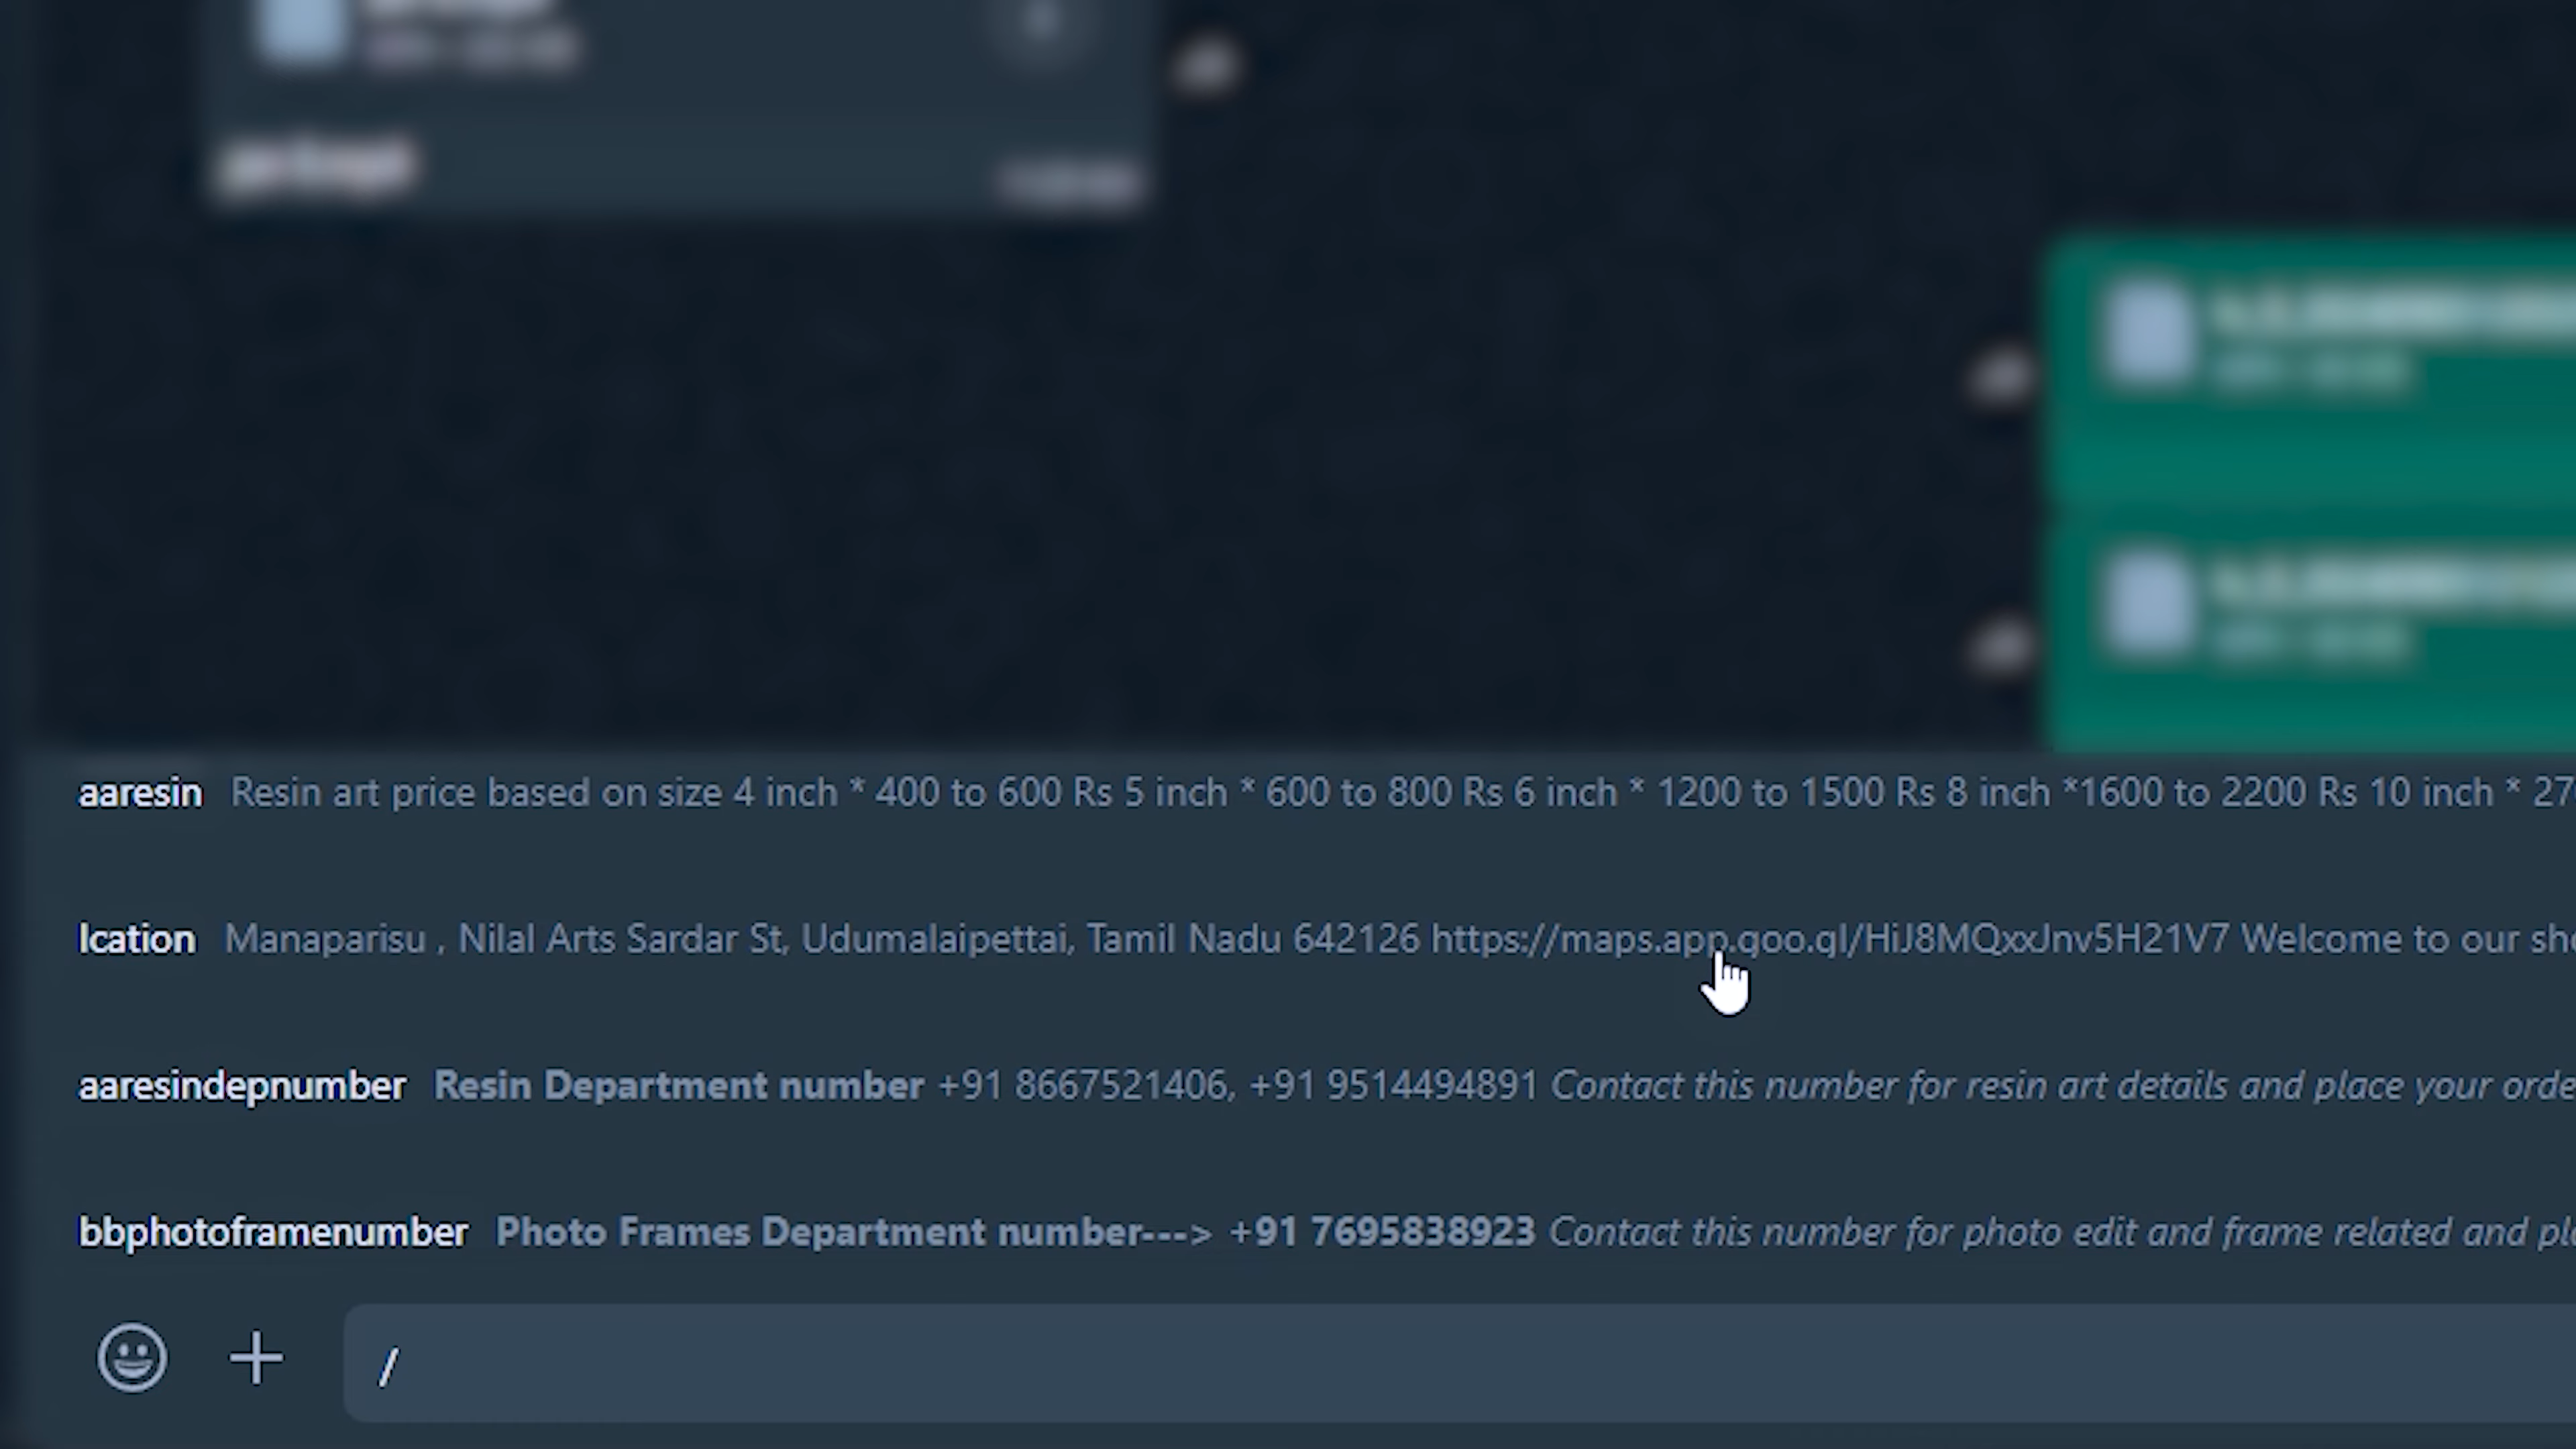 aaresin Resin art price based on size 4 inch * 400 to 600 Rs 5 inch * 600 to 800 Rs 6 inch * 1200 to 1500 Rs 8 inch *1600 to 2200 Rs 10 inch * 27
lcation Manaparisu , Nilal Arts Sardar St, Udumalaipettai, Tamil Nadu 642126 https://maps.app.goo.gl/HiJ8MQxxJnv5H21V7 Welcome to our sh
aaresindepnumber Resin Department number +91 8667521406, +91 9514494891 Contact this number for resin art details and place your orde
bbphotoframenumber Photo Frames Department number---> +91 7695838923 Contact this number for photo edit and frame related and pl
/